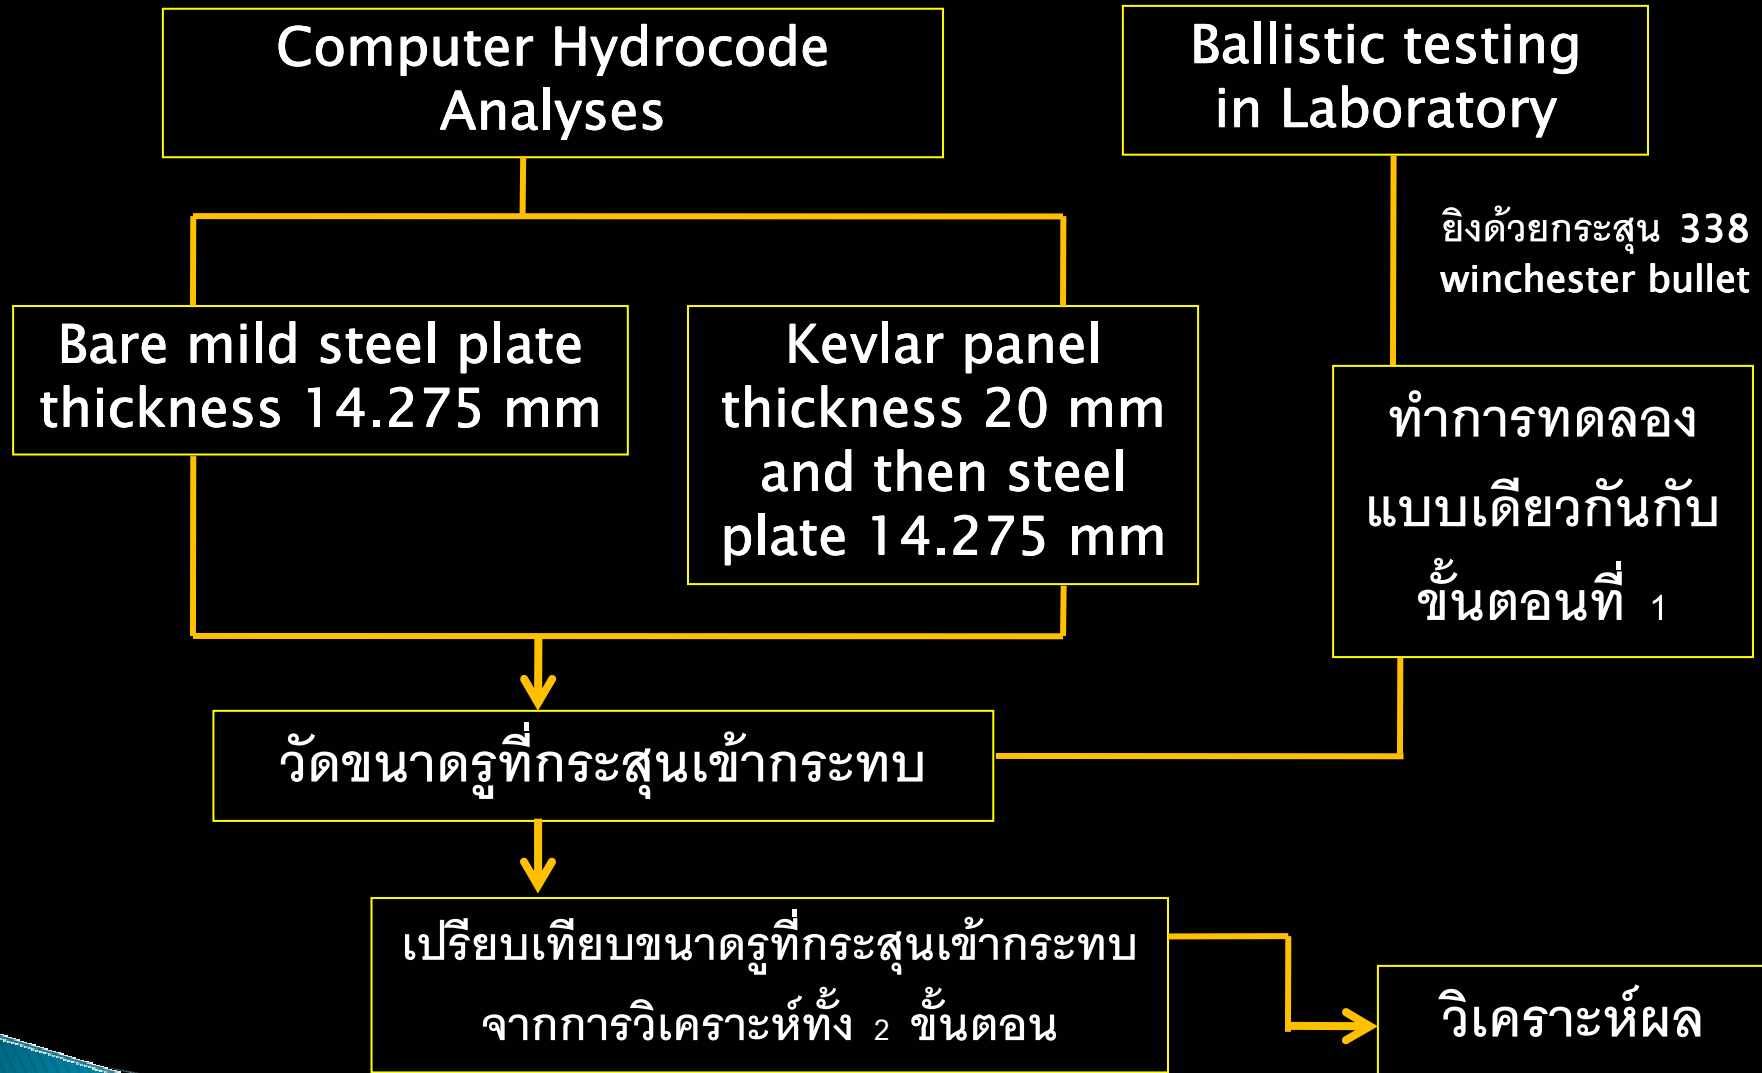 Computer Hydrocode
Analyses
Ballistic testing
in Laboratory
ยิงด้วยกระสุน 338
winchester bullet
Bare mild steel plate
thickness 14.275 mm
Kevlar panel
thickness 20 mm
and then steel
plate 14.275 mm
ทำการทดลอง
แบบเดียวกันกับ
ขั้นตอนที่ 1
วัดขนาดรูที่กระสุนเข้ากระทบ
เปรียบเทียบขนาดรูที่กระสุนเข้ากระทบ
จากการวิเคราะห์ทั้ง 2 ขั้นตอน
วิเคราะห์ผล